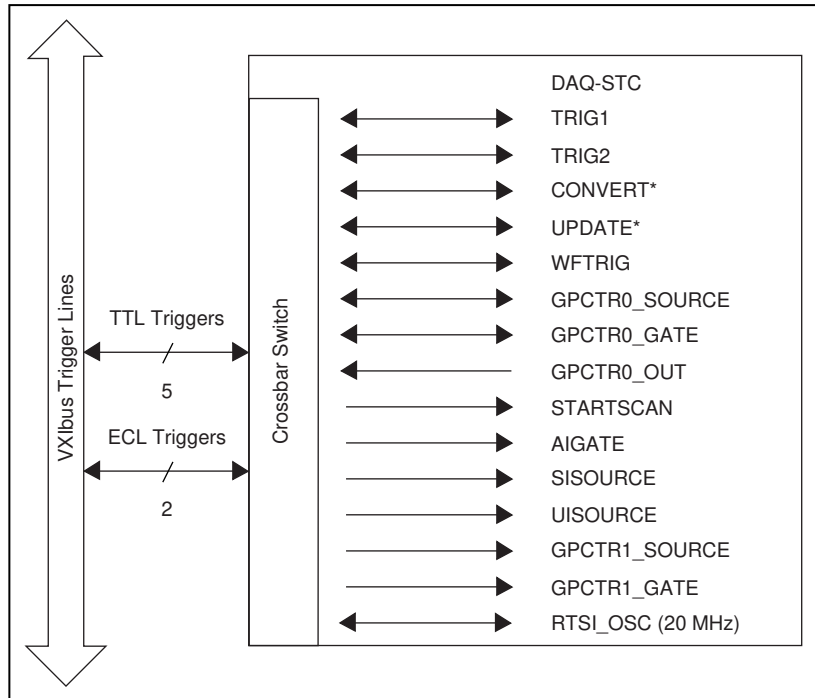 DAQ-STC
TRIG1
TRIG2
CONVERT*
UPDATE*
WFTRIG
GPCTR0_SOURCE
GPCTR0_GATE
GPCTR0_OUT
STARTSCAN
AIGATE
SISOURCE
UISOURCE
GPCTR1_SOURCE
GPCTR1_GATE
RTSI_OSC (20 MHz)
VXIbus Trigger Lines
TTL Triggers
5
ECL Triggers
2
Crossbar Switch